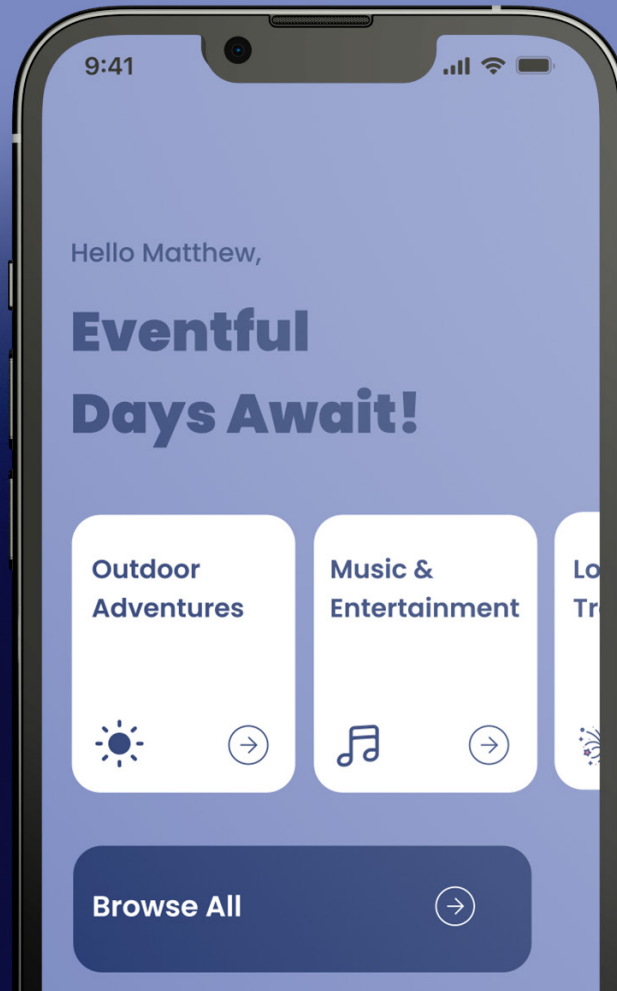 9:41
Hello Matthew,
Eventful
Days Await!
Outdoor
Adventures
Music &
Entertainment
Browse All